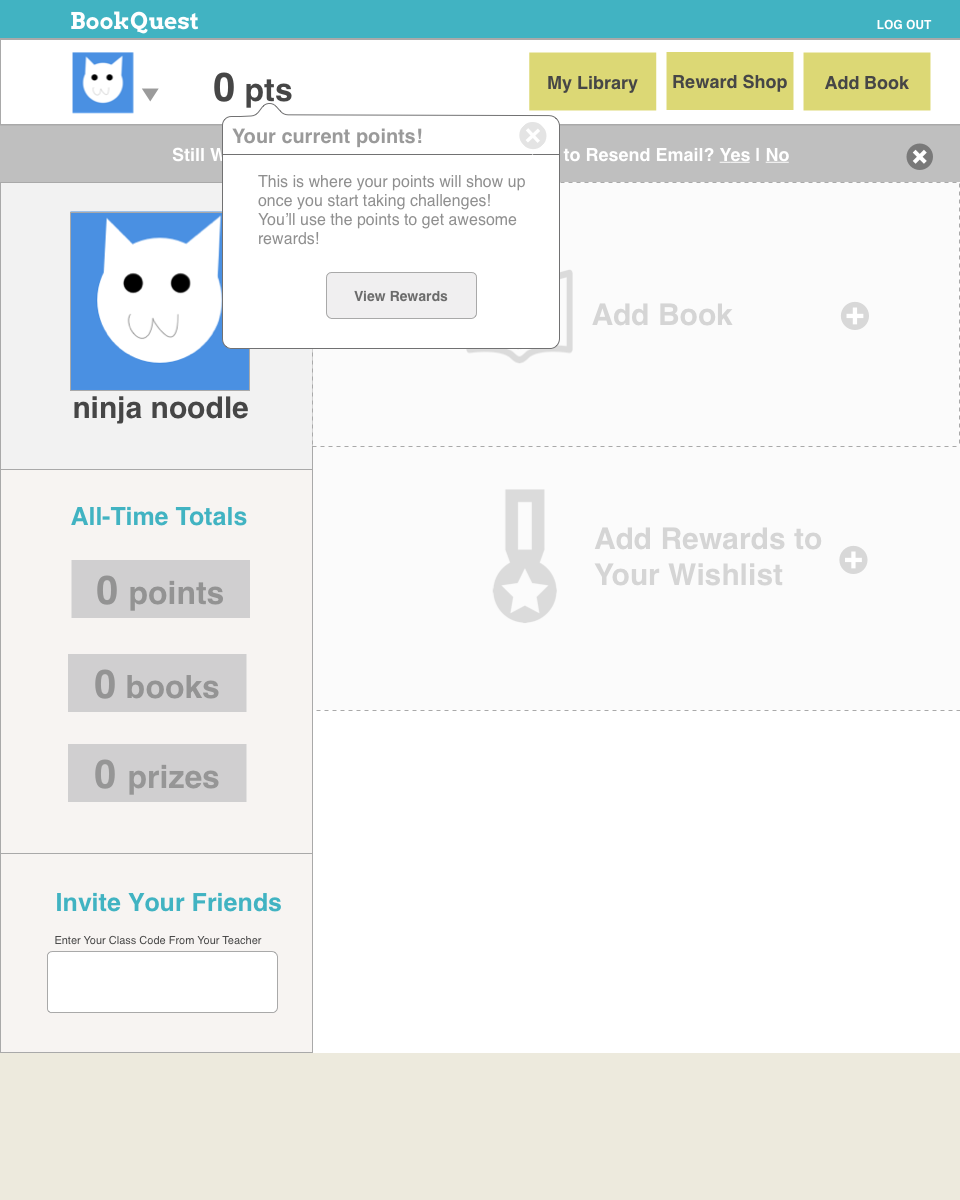 BookQuest
LOG OUT
0 pts
My Library
Reward Shop
Add Book
Your current points!
Still
to Resend Email? Yes | No
This is where your points will show up
once you start taking challenges!
You’ll use the points to get awesome
rewards!
View Rewards
Add Book
ninja noodle
All-Time Totals
0 points
0 books
0 prizes
Add Rewards to
Your Wishlist
Invite Your Friends
Enter Your Class Code From Your Teacher